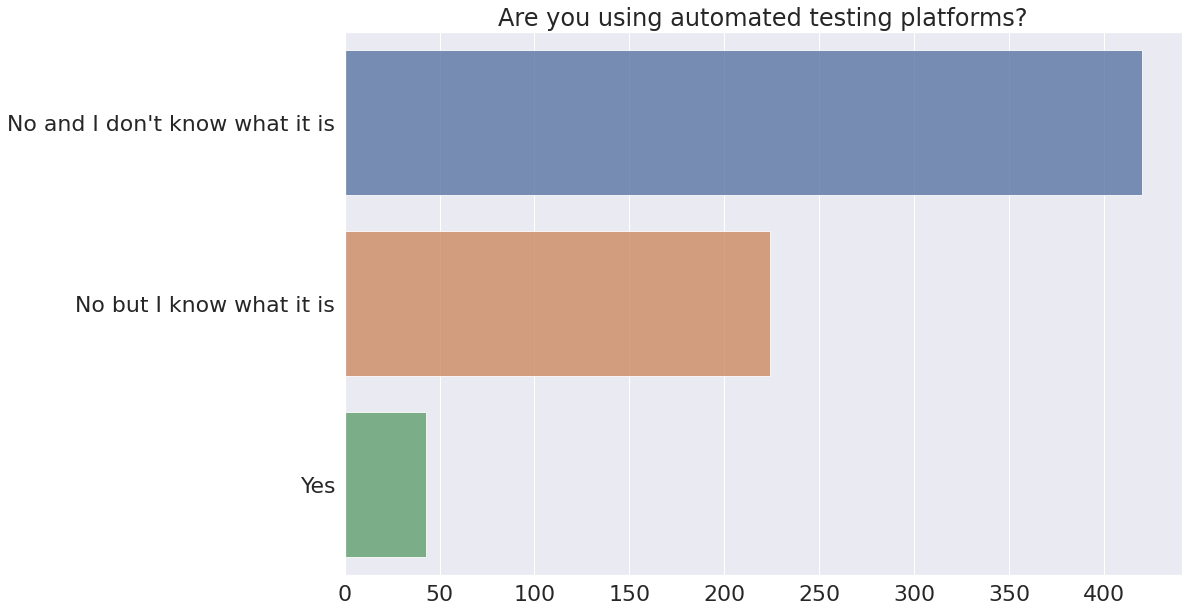 Are you using automated testing platforms?
No and I don't know what it is
No but I know what it is
Yes
0 50 100 150 200 250 300 350 400